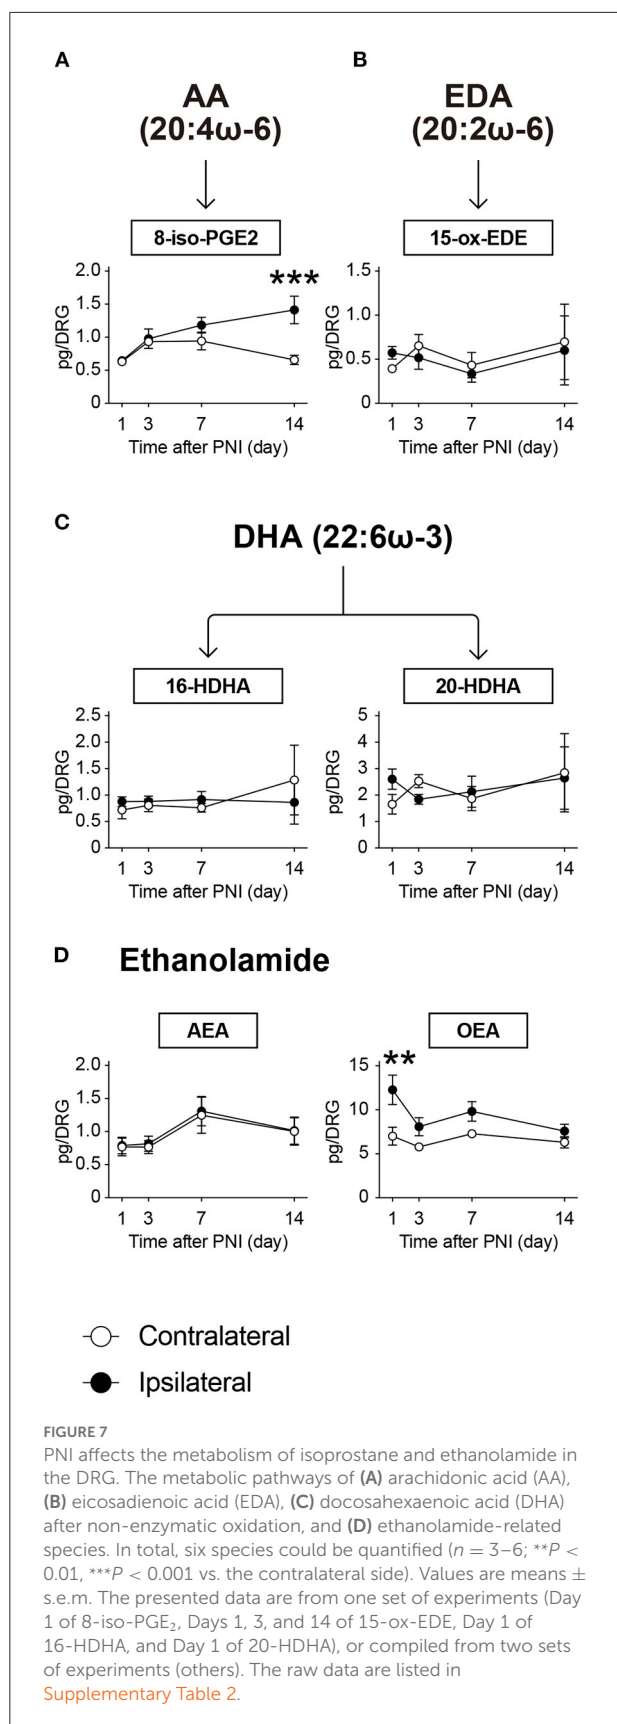 A
AA
(20:4ω-6)
8-iso-PGE2
2.0
1.5
1.0
0.5
0
pg/DRG
***
1 3 7 14
Time after PNI (day)
B
EDA
(20:2ω-6)
15-ox-EDE
1.5
1.0
0.5
0
pg/DRG
1 3 7 14
Time after PNI (day)
C
DHA (22:6ω-3)
16-HDHA
2.5
2.0
1.5
1.0
0.5
0
pg/DRG
1 3 7 14
Time after PNI (day)
20-HDHA
5
4
3
2
1
0
pg/DRG
1 3 7 14
Time after PNI (day)
D Ethanolamide
AEA
2.0
1.5
1.0
0.5
0
pg/DRG
1 3 7 14
Time after PNI (day)
OEA
**
15
10
5
0
pg/DRG
1 3 7 14
Time after PNI (day)
Contralateral
Ipsilateral
FIGURE 7
PNI affects the metabolism of isoprostane and ethanolamide in
the DRG. The metabolic pathways of (A) arachidonic acid (AA),
(B) eicosadienoic acid (EDA), (C) docosahexaenoic acid (DHA)
after non-enzymatic oxidation, and (D) ethanolamide-related
species. In total, six species could be quantified (n = 3–6; **P <
0.01, ***P < 0.001 vs. the contralateral side). Values are means ±
s.e.m. The presented data are from one set of experiments (Day
1 of 8-iso-PGE₂, Days 1, 3, and 14 of 15-ox-EDE, Day 1 of
16-HDHA, and Day 1 of 20-HDHA), or compiled from two sets
of experiments (others). The raw data are listed in
Supplementary Table 2.